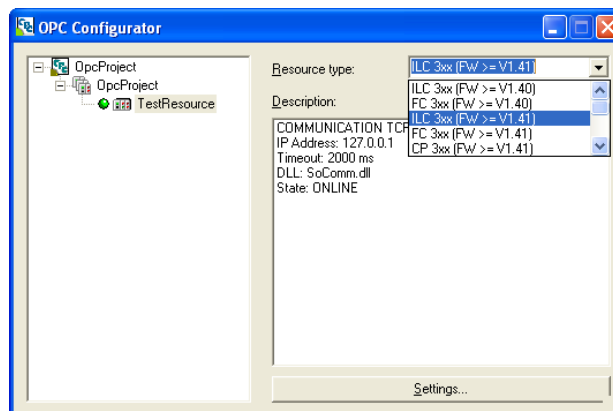 OPC Configurator
OpcProject
OpcProject
TestResource
Resource type:
ILC 3xx (FW >= V1.41)
ILC 3xx (FW >= V1.40)
FC 3xx (FW >= V1.40)
ILC 3xx (FW >= V1.41)
FC 3xx (FW >= V1.41)
CP 3xx (FW >= V1.41)
Description:
COMMUNICATION TCP
IP Address: 127.0.0.1
Timeout: 2000 ms
DLL: SoComm.dll
State: ONLINE
Settings...